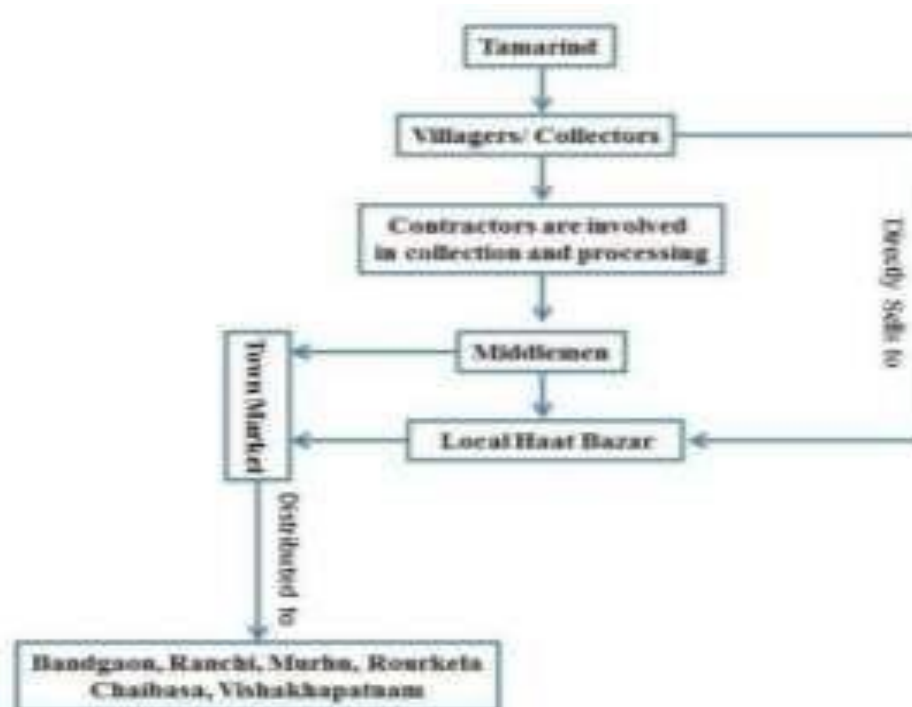 Tamarind
Villagers/ Collectors
Contractors are involved
in collection and processing
Directly Sells to
Middlemen
Town Market
Local Haat Bazar
Distributed to
Bandgaon, Ranchi, Murhu, Rourkela
Chaibasa, Vishakhapatnam